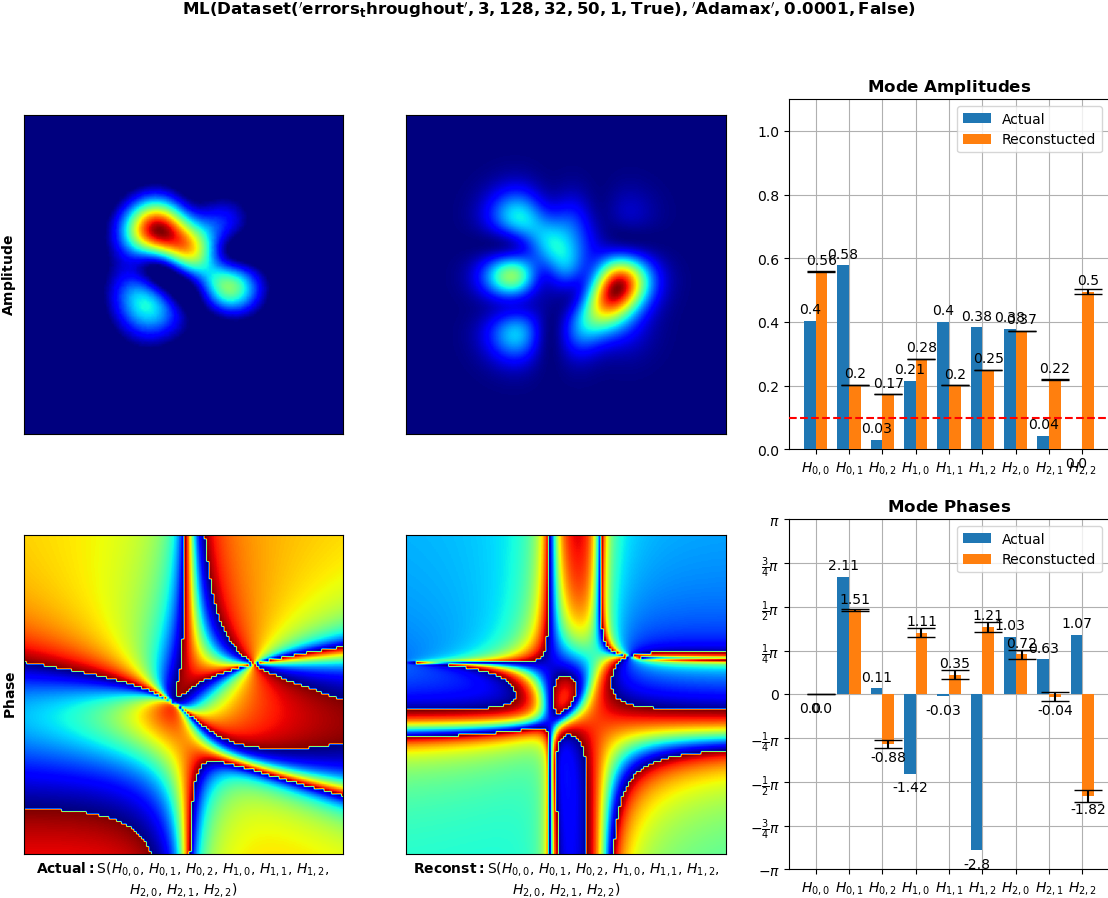 ML(Dataset('errors_throughout', 3, 128, 32, 50, 1, True), 'Adamax', 0.0001, False)
Amplitude
Mode Amplitudes
Actual
Reconstucted
1.0
0.8
0.6
0.4
0.2
0.0
0.4
0.56
0.58
0.2
0.03
0.17
0.21
0.28
0.4
0.2
0.38
0.25
0.38
0.37
0.04
0.22
0.0
0.5
H0,0 H0,1 H0,2 H1,0 H1,1 H1,2 H2,0 H2,1 H2,2
Phase
Actual: S(H0,0, H0,1, H0,2, H1,0, H1,1, H1,2,
H2,0, H2,1, H2,2)
Reconst: S(H0,0, H0,1, H0,2, H1,0, H1,1, H1,2,
H2,0, H2,1, H2,2)
Mode Phases
Actual
Reconstucted
π
3/4π
1/2π
1/4π
0
−1/4π
−1/2π
−3/4π
−π
0.0
0.0
2.11
1.51
0.11
-0.88
-1.42
1.11
-0.03
0.35
-2.8
1.21
1.03
0.72
0.63
-0.04
1.07
-1.82
H0,0 H0,1 H0,2 H1,0 H1,1 H1,2 H2,0 H2,1 H2,2